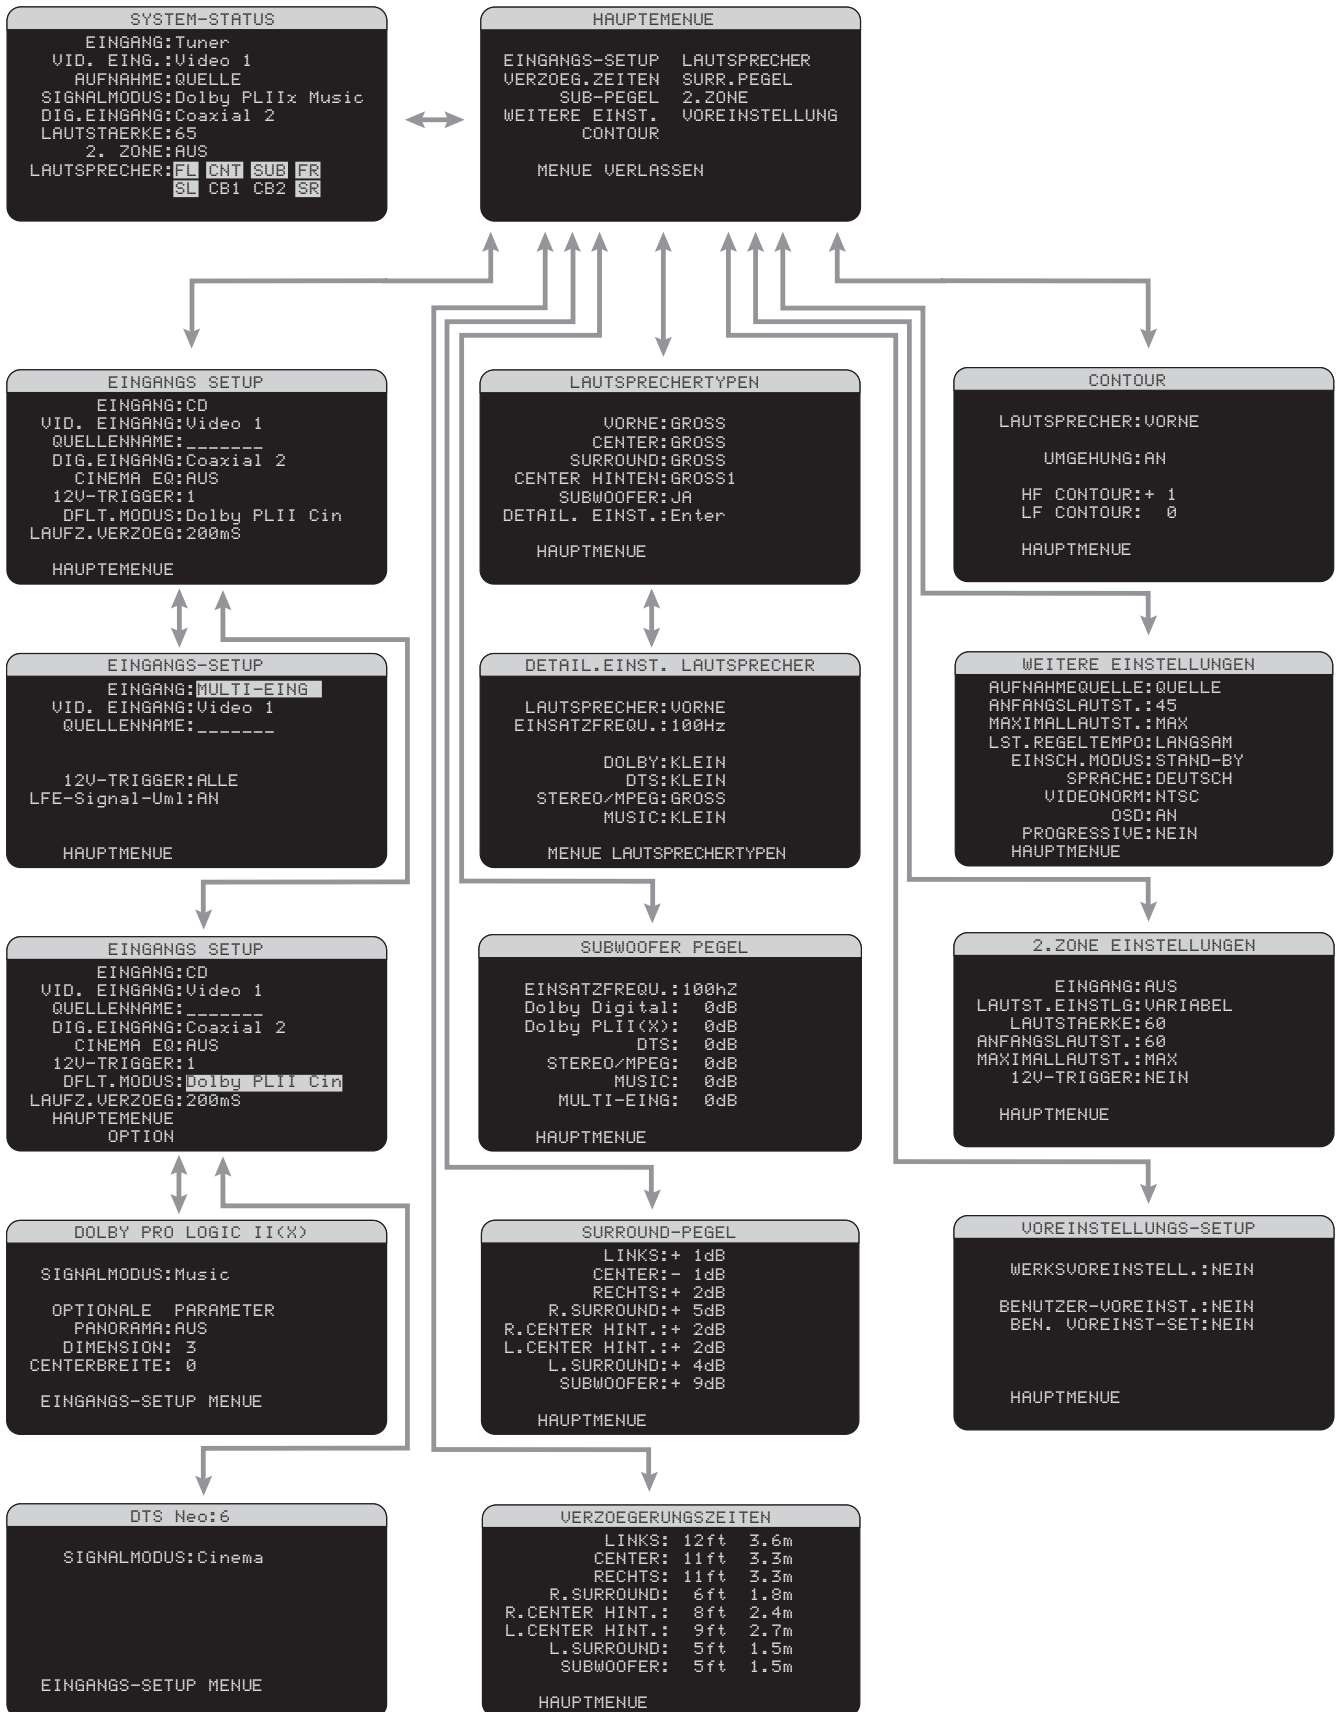 SYSTEM-STATUS
EINGANG:Tuner
VID. EING.:Video 1
AUFNAHME:QUELLE
SIGNALMODUS:Dolby PLIIx Music
DIG.EINGANG:Coaxial 2
LAUTSTAERKE:65
2. ZONE:AUS
LAUTSPRECHER:FL CNT SUB FR
SL CB1 CB2 SR
HAUPTEMENUE
EINGANGS-SETUP LAUTSPRECHER
VERZOEG.ZEITEN SURR.PEGEL
SUB-PEGEL 2.ZONE
WEITERE EINST. VOREINSTELLUNG
CONTOUR
MENUE VERLASSEN
EINGANGS SETUP
EINGANG:CD
VID. EINGANG:Video 1
QUELLENNAME:_______
DIG.EINGANG:Coaxial 2
CINEMA EQ:AUS
12V-TRIGGER:1
DFLT.MODUS:Dolby PLII Cin
LAUFZ.VERZOEG:200mS
HAUPTEMENUE
LAUTSPRECHERTYPEN
VORNE:GROSS
CENTER:GROSS
SURROUND:GROSS
CENTER HINTEN:GROSS1
SUBWOOFER:JA
DETAIL. EINST.:Enter
HAUPTMENUE
CONTOUR
LAUTSPRECHER:VORNE
UMGEHUNG:AN
HF CONTOUR:+ 1
LF CONTOUR: 0
HAUPTMENUE
EINGANGS-SETUP
EINGANG:MULTI-EING
VID. EINGANG:Video 1
QUELLENNAME:_______
12V-TRIGGER:ALLE
LFE-Signal-Uml:AN
HAUPTMENUE
DETAIL.EINST. LAUTSPRECHER
LAUTSPRECHER:VORNE
EINSATZFREQU.:100Hz
DOLBY:KLEIN
DTS:KLEIN
STEREO/MPEG:GROSS
MUSIC:KLEIN
MENUE LAUTSPRECHERTYPEN
WEITERE EINSTELLUNGEN
AUFNAHMEQUELLE:QUELLE
ANFANGSLAUTST.:45
MAXIMALLAUTST.:MAX
LST.REGELTEMPO:LANGSAM
EINSCH.MODUS:STAND-BY
SPRACHE:DEUTSCH
VIDEONORM:NTSC
OSD:AN
PROGRESSIVE:NEIN
HAUPTMENUE
EINGANGS SETUP
EINGANG:CD
VID. EINGANG:Video 1
QUELLENNAME:_______
DIG.EINGANG:Coaxial 2
CINEMA EQ:AUS
12V-TRIGGER:1
DFLT.MODUS:Dolby PLII Cin
LAUFZ.VERZOEG:200mS
HAUPTEMENUE
OPTION
SUBWOOFER PEGEL
EINSATZFREQU.:100hZ
Dolby Digital: 0dB
Dolby PLII(X): 0dB
DTS: 0dB
STEREO/MPEG: 0dB
MUSIC: 0dB
MULTI-EING: 0dB
HAUPTMENUE
2.ZONE EINSTELLUNGEN
EINGANG:AUS
LAUTST.EINSTLG:VARIABEL
LAUTSTAERKE:60
ANFANGSLAUTST.:60
MAXIMALLAUTST.:MAX
12V-TRIGGER:NEIN
HAUPTMENUE
DOLBY PRO LOGIC II(X)
SIGNALMODUS:Music
OPTIONALE PARAMETER
PANORAMA:AUS
DIMENSION: 3
CENTERBREITE: 0
EINGANGS-SETUP MENUE
SURROUND-PEGEL
LINKS:+ 1dB
CENTER:- 1dB
RECHTS:+ 2dB
R.SURROUND:+ 5dB
R.CENTER HINT.:+ 2dB
L.CENTER HINT.:+ 2dB
L.SURROUND:+ 4dB
SUBWOOFER:+ 9dB
HAUPTMENUE
VOREINSTELLUNGS-SETUP
WERKSVOREINSTELL.:NEIN
BENUTZER-VOREINST.:NEIN
BEN. VOREINST-SET:NEIN
HAUPTMENUE
DTS Neo:6
SIGNALMODUS:Cinema
EINGANGS-SETUP MENUE
VERZOEGERUNGSZEITEN
LINKS: 12ft 3.6m
CENTER: 11ft 3.3m
RECHTS: 11ft 3.3m
R.SURROUND: 6ft 1.8m
R.CENTER HINT.: 8ft 2.4m
L.CENTER HINT.: 9ft 2.7m
L.SURROUND: 5ft 1.5m
SUBWOOFER: 5ft 1.5m
HAUPTMENUE